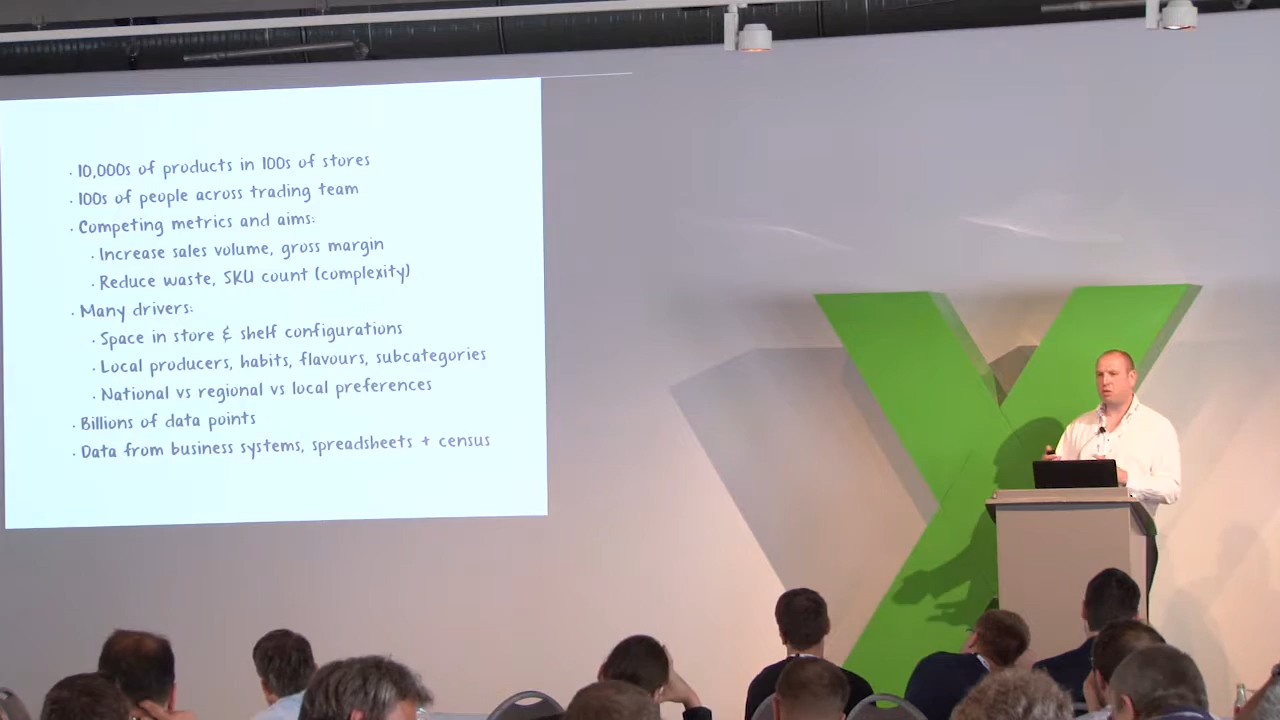 · 10,000s of products in 100s of stores
· 100s of people across trading team
· Competing metrics and aims:
· Increase sales volume, gross margin
· Reduce waste, SKU count (complexity)
· Many drivers:
· Space in store & shelf configurations
· Local producers, habits, flavours, subcategories
· National vs regional vs local preferences
· Billions of data points
· Data from business systems, spreadsheets + census
Y